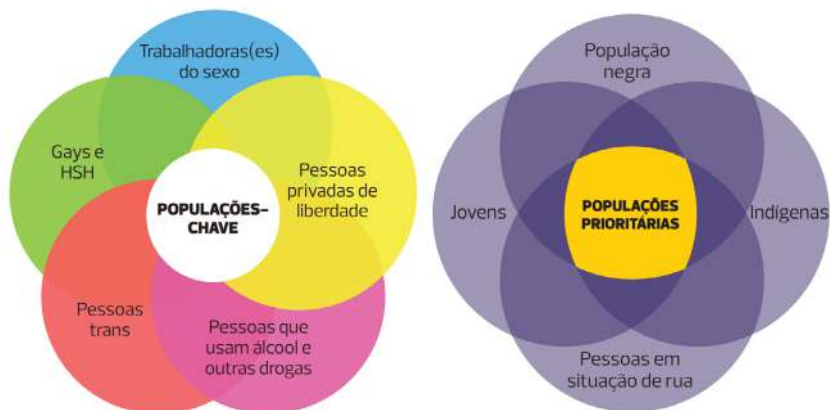 Trabalhadoras(es)
do sexo
Gays e
HSH
POPULAÇÕES-
CHAVE
Pessoas
privadas de
liberdade
Pessoas
trans
Pessoas que
usam álcool e
outras drogas
População
negra
Jovens
POPULAÇÕES
PRIORITÁRIAS
Indígenas
Pessoas em
situação de rua